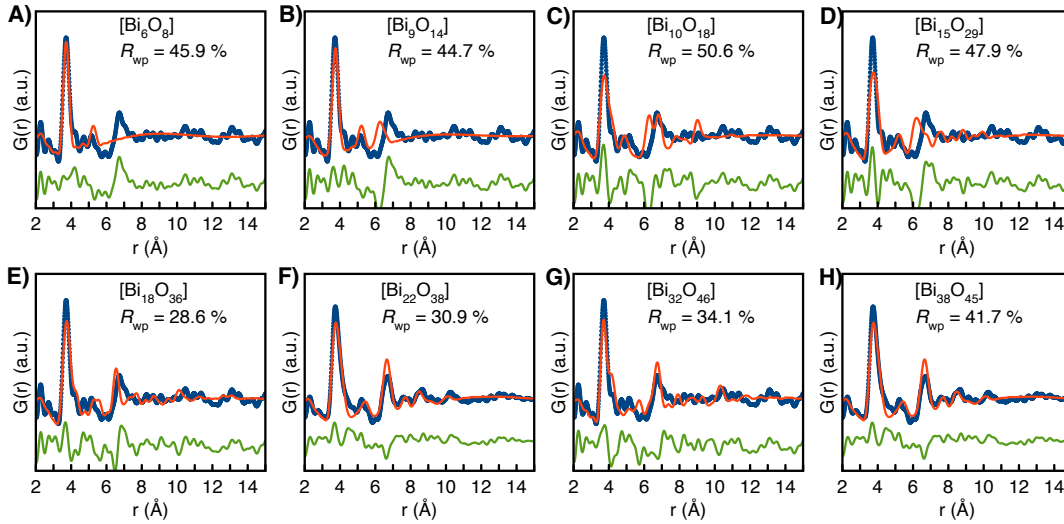 A) [Bi₆O₈] Rwp = 45.9 %
B) [Bi₉O₁₄] Rwp = 44.7 %
C) [Bi₁₀O₁₈] Rwp = 50.6 %
D) [Bi₁₅O₂₉] Rwp = 47.9 %
G(r) (a.u.) G(r) (a.u.) G(r) (a.u.) G(r) (a.u.)
2 4 6 8 10 12 14 2 4 6 8 10 12 14 2 4 6 8 10 12 14 2 4 6 8 10 12 14
r (Å) r (Å) r (Å) r (Å)
E) [Bi₁₈O₃₆] Rwp = 28.6 %
F) [Bi₂₂O₃₈] Rwp = 30.9 %
G) [Bi₃₂O₄₆] Rwp = 34.1 %
H) [Bi₃₈O₄₅] Rwp = 41.7 %
G(r) (a.u.) G(r) (a.u.) G(r) (a.u.) G(r) (a.u.)
2 4 6 8 10 12 14 2 4 6 8 10 12 14 2 4 6 8 10 12 14 2 4 6 8 10 12 14
r (Å) r (Å) r (Å) r (Å)